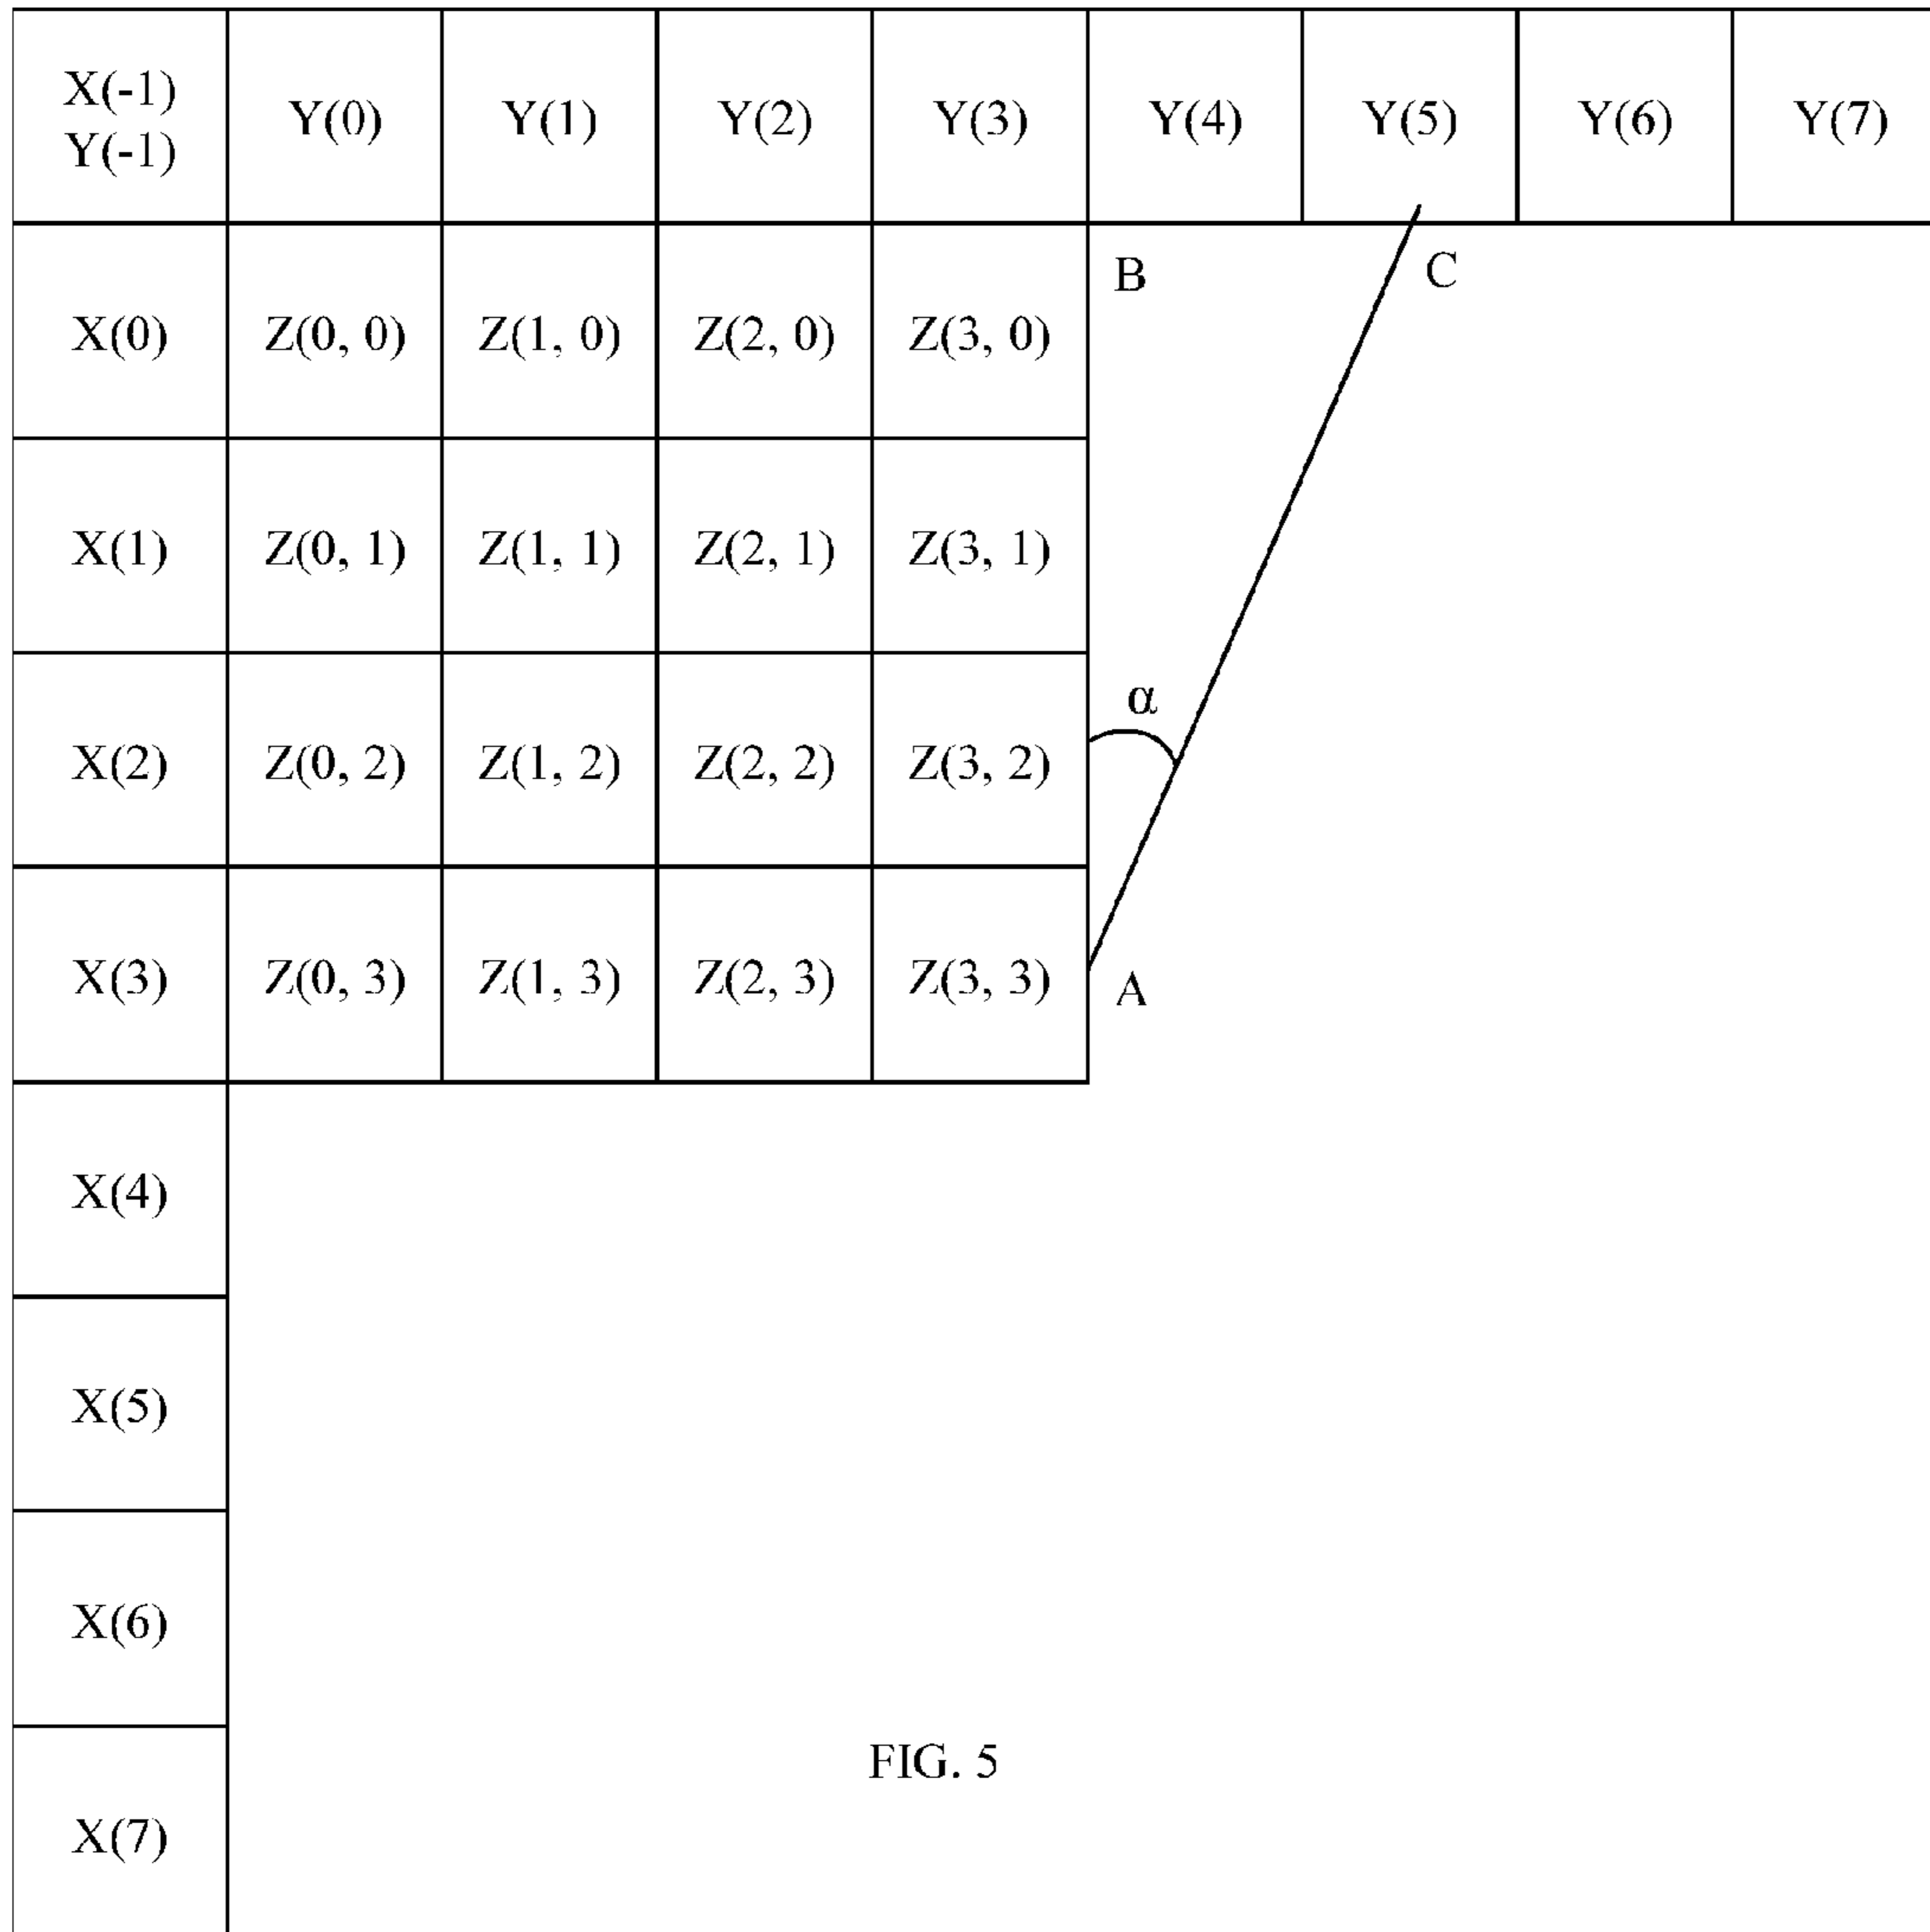 X(-1)
Y(-1)
Y(0)
Y(1)
Y(2)
Y(3)
Y(4)
Y(5)
Y(6)
Y(7)
B
C
X(0)
Z(0, 0)
Z(1, 0)
Z(2, 0)
Z(3, 0)
X(1)
Z(0, 1)
Z(1, 1)
Z(2, 1)
Z(3, 1)
α
X(2)
Z(0, 2)
Z(1, 2)
Z(2, 2)
Z(3, 2)
X(3)
Z(0, 3)
Z(1, 3)
Z(2, 3)
Z(3, 3)
A
X(4)
X(5)
X(6)
X(7)
FIG. 5